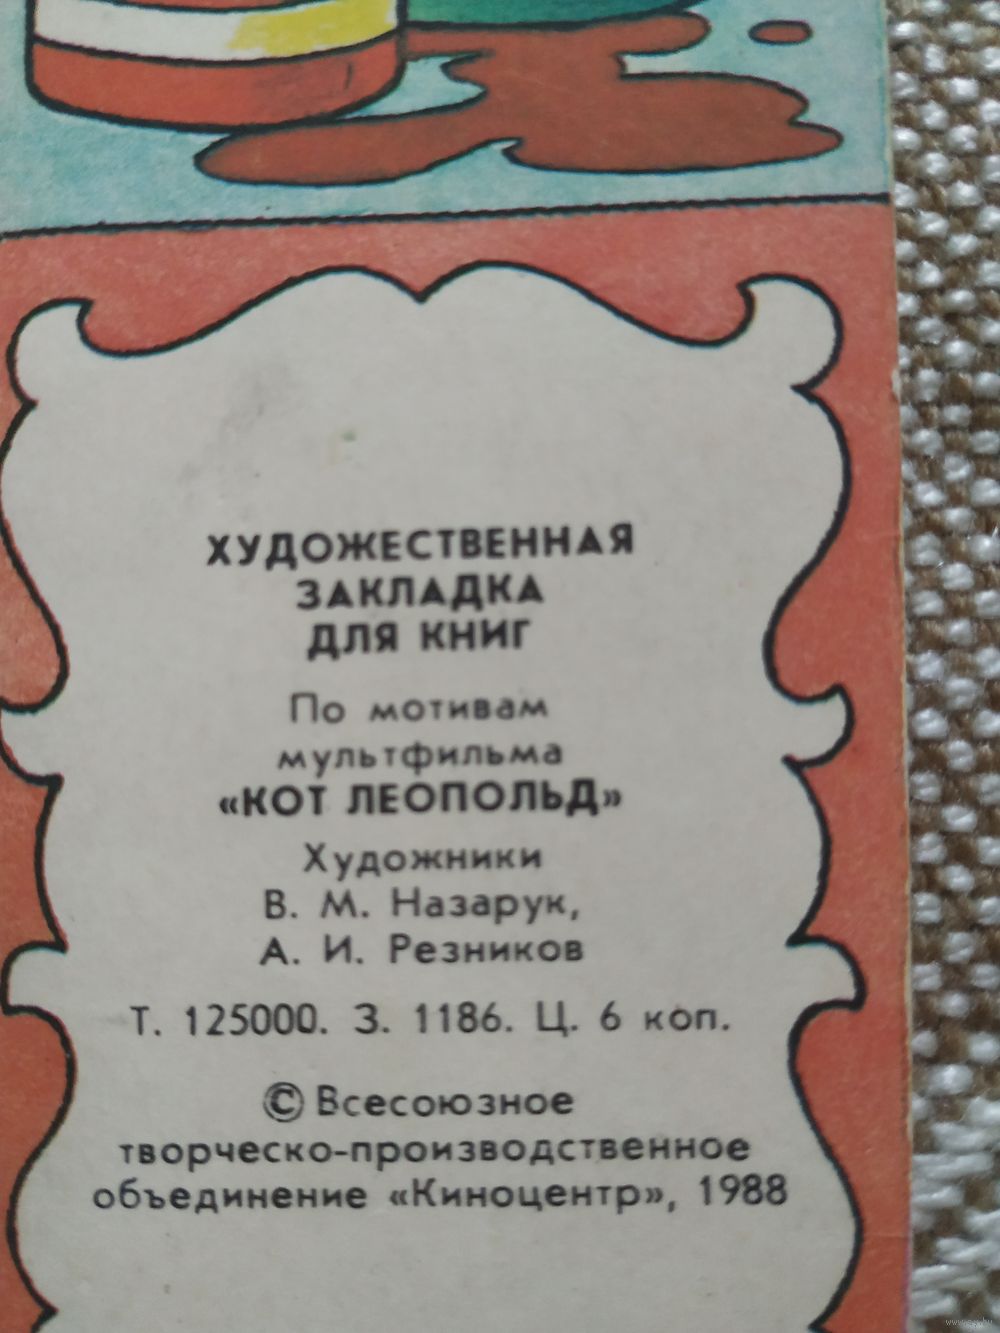 ХУДОЖЕСТВЕННАЯ
ЗАКЛАДКА
ДЛЯ КНИГ
По мотивам
мультфильма
«КОТ ЛЕОПОЛЬД»
Художники
В. М. Назарук,
А. И. Резников
Т. 125000. З. 1186. Ц. 6 коп.
© Всесоюзное
творческо-производственное
объединение «Киноцентр», 1988